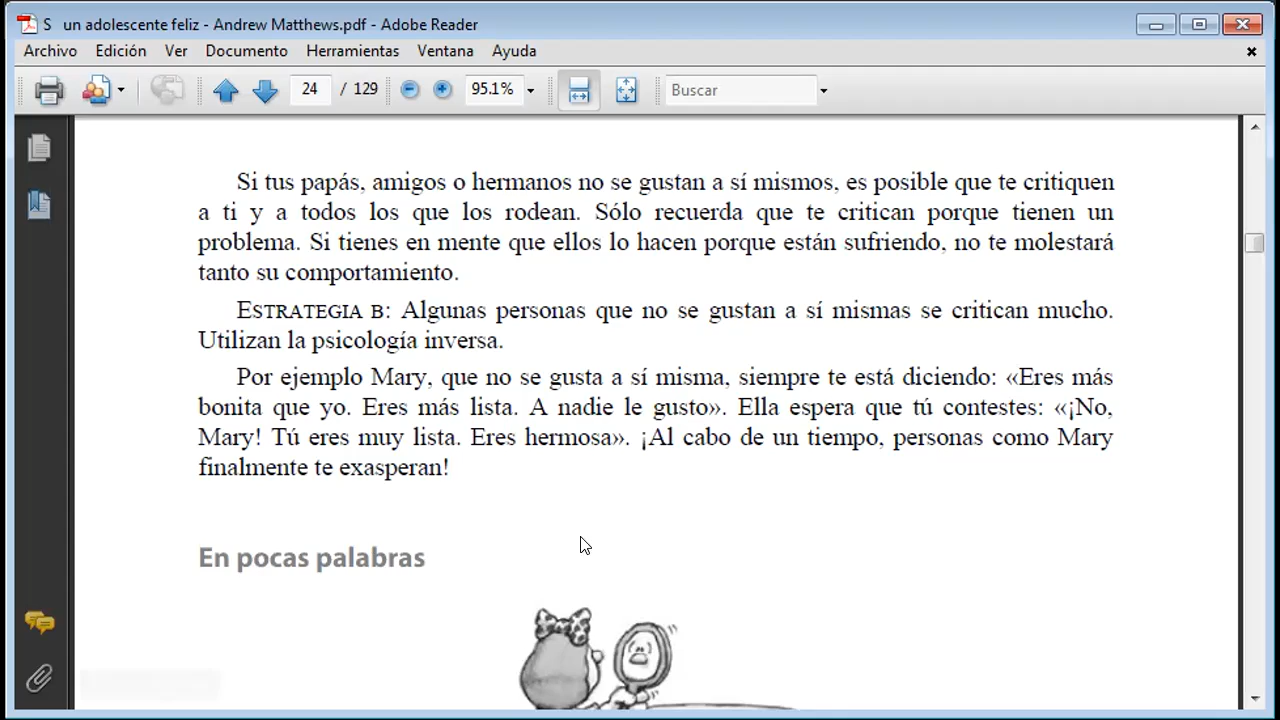 S un adolescente feliz - Andrew Matthews.pdf - Adobe Reader
Archivo Edición Ver Documento Herramientas Ventana Ayuda
24 / 129 95.1% Buscar
Si tus papás, amigos o hermanos no se gustan a sí mismos, es posible que te critiquen
a ti y a todos los que los rodean. Sólo recuerda que te critican porque tienen un
problema. Si tienes en mente que ellos lo hacen porque están sufriendo, no te molestará
tanto su comportamiento.
ESTRATEGIA B: Algunas personas que no se gustan a sí mismas se critican mucho.
Utilizan la psicología inversa.
Por ejemplo Mary, que no se gusta a sí misma, siempre te está diciendo: «Eres más
bonita que yo. Eres más lista. A nadie le gusto». Ella espera que tú contestes: «¡No,
Mary! Tú eres muy lista. Eres hermosa». ¡Al cabo de un tiempo, personas como Mary
finalmente te exasperan!
En pocas palabras